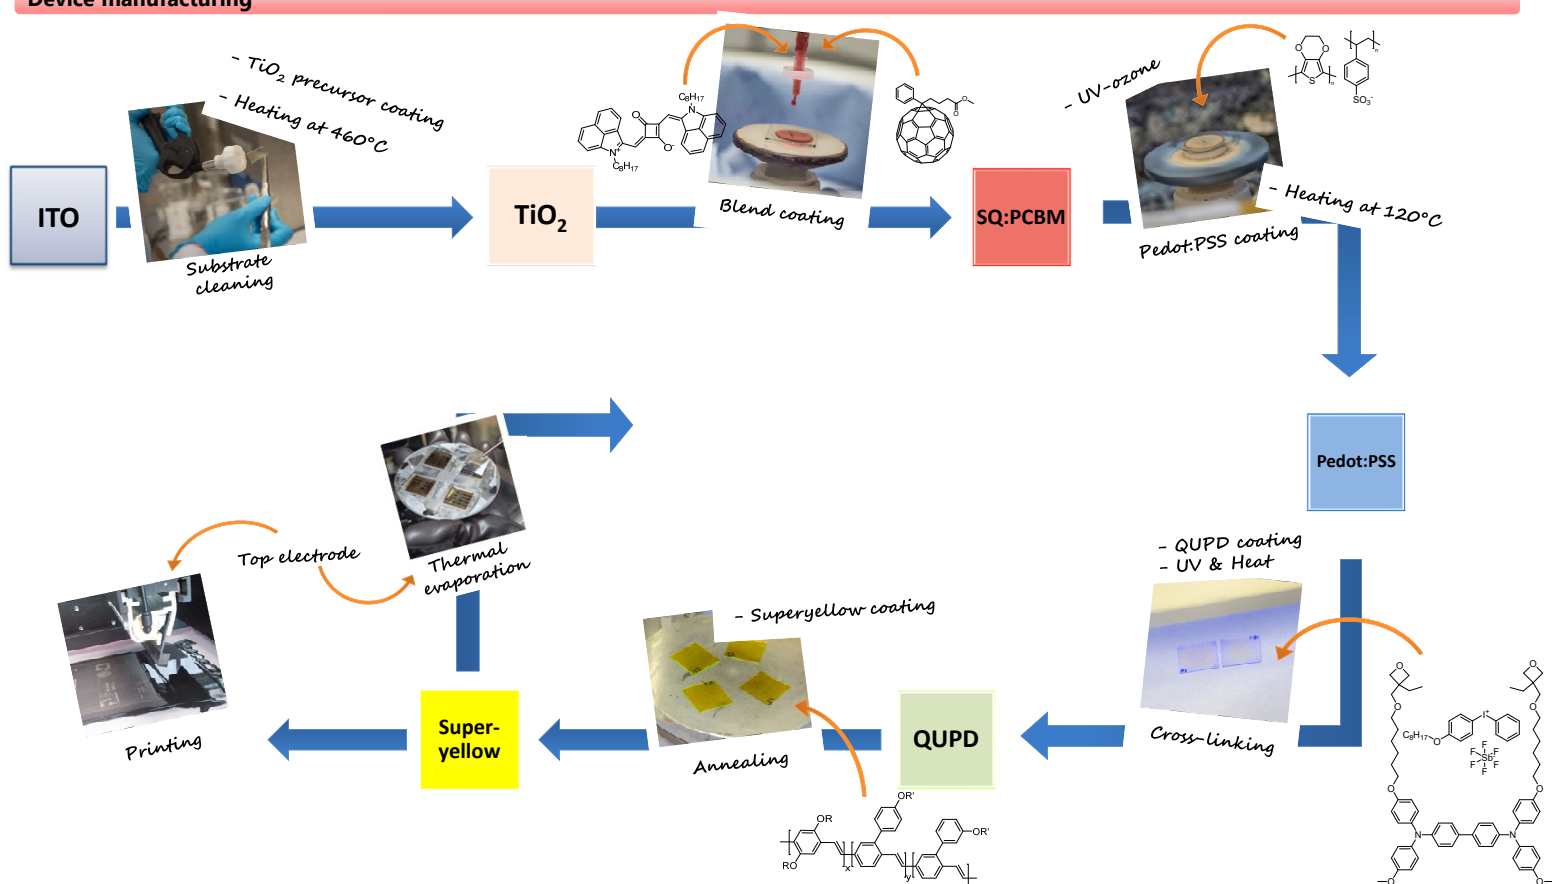 Device manufacturing
- TiO2 precursor coating
- Heating at 460°C
ITO
Substrate
cleaning
TiO2
C8H17
N
O
N+
O-
C8H17
O
O
Blend coating
SQ:PCBM
- UV-ozone
O
O
S
n
n
SO3-
- Heating at 120°C
Pedot:PSS coating
Pedot:PSS
- QUPD coating
- UV & Heat
Cross-linking
O
O
O
O
I+
C8H17
O
F
F
F
Sb-
F
F
F
O
O
N
N
O
O
QUPD
- Superyellow coating
Annealing
OR'
OR
OR'
RO
x
y
Super-
yellow
Thermal
evaporation
Top electrode
Printing